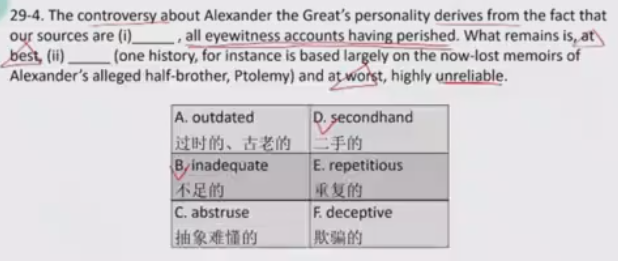 29-4. The controversy about Alexander the Great's personality derives from the fact that
our sources are (i)_____, all eyewitness accounts having perished. What remains is, at
best, (ii) _____ (one history, for instance is based largely on the now-lost memoirs of
Alexander's alleged half-brother, Ptolemy) and at worst, highly unreliable.
A. outdated D. secondhand
过时的、古老的 二手的
B. inadequate E. repetitious
不足的 重复的
C. abstruse F. deceptive
抽象难懂的 欺骗的